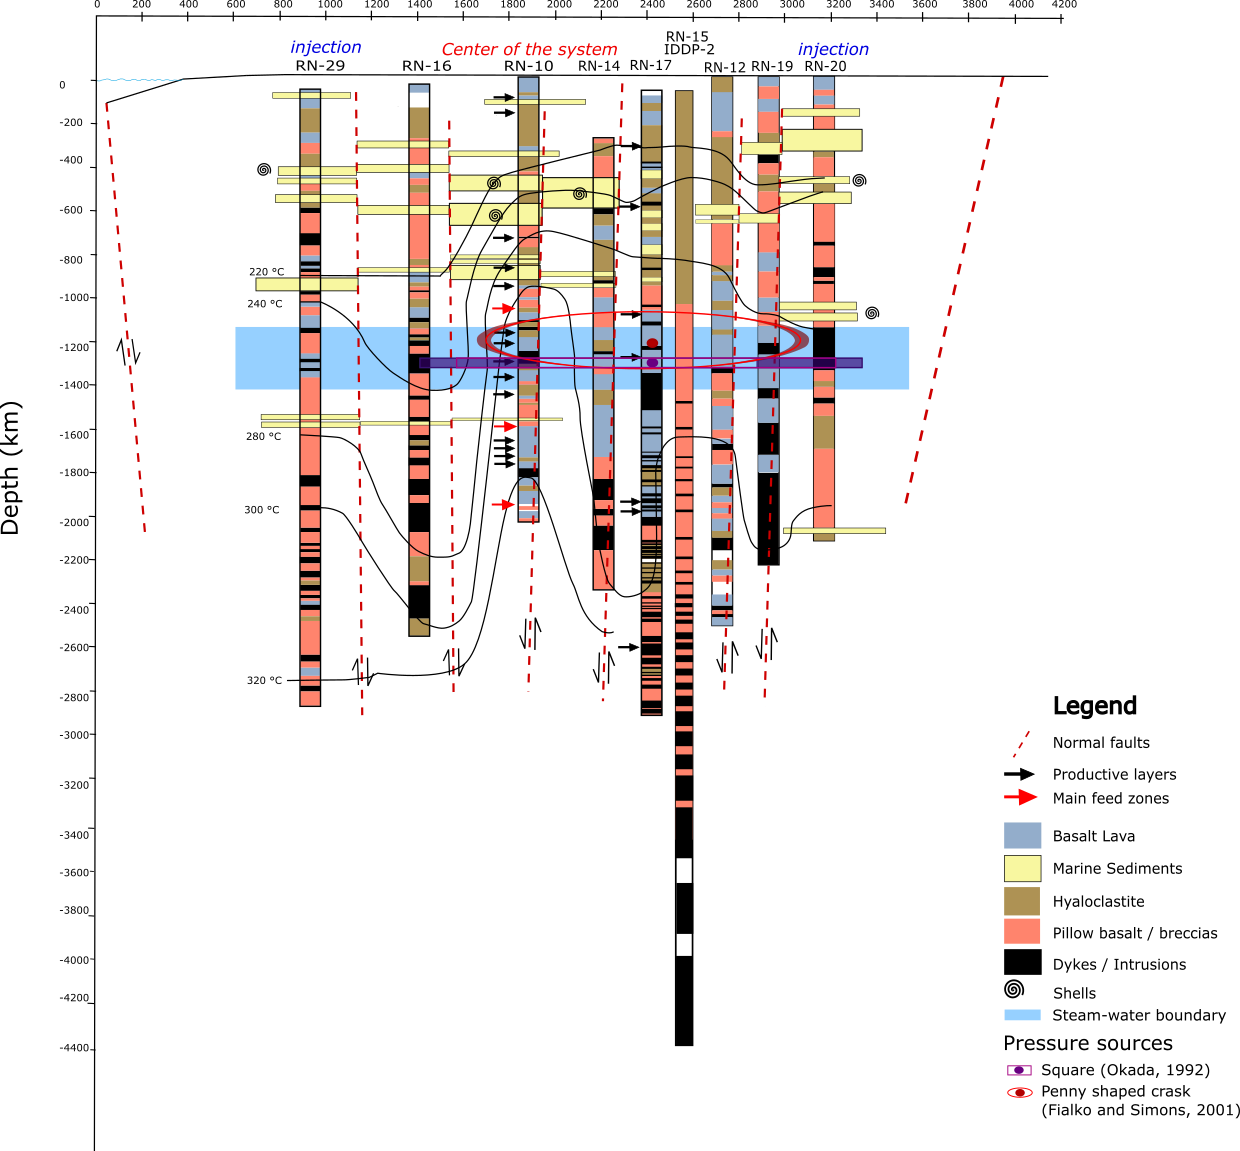 0 200 400 600 800 1000 1200 1400 1600 1800 2000 2200 2400 2600 2800 3000 3200 3400 3600 3800 4000 4200
RN-15
injection Center of the system IDDP-2 injection
RN-29 RN-16 RN-10 RN-14 RN-17 RN-12 RN-19 RN-20
0
-200
-400
-600
-800
220 °C
-1000
240 °C
-1200
-1400
-1600
280 °C
-1800
300 °C
-2000
-2200
-2400
-2600
320 °C
-2800
-3000
-3200
-3400
-3600
-3800
-4000
-4200
-4400
Depth (km)
Legend
Normal faults
Productive layers
Main feed zones
Basalt Lava
Marine Sediments
Hyaloclastite
Pillow basalt / breccias
Dykes / Intrusions
Shells
Steam-water boundary
Pressure sources
Square (Okada, 1992)
Penny shaped crask
(Fialko and Simons, 2001)